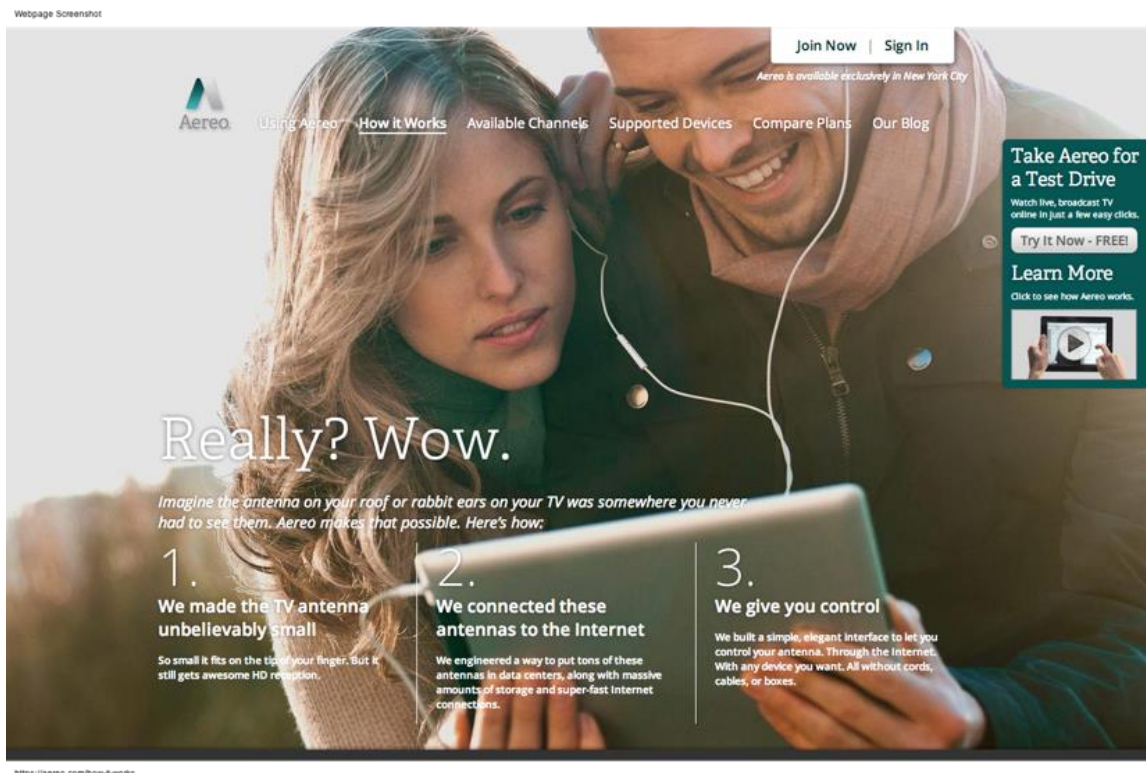 Webpage Screenshot
Join Now | Sign In
Aereo is available exclusively in New York City
Aereo.
Using Aereo How it Works Available Channels Supported Devices Compare Plans Our Blog
Take Aereo for
a Test Drive
Watch live, broadcast TV
online in just a few easy clicks.
Try It Now - FREE!
Learn More
Click to see how Aereo works.
Really? Wow.
Imagine the antenna on your roof or rabbit ears on your TV was somewhere you never
had to see them. Aereo makes that possible. Here's how:
1.
We made the TV antenna
unbelievably small
So small it fits on the tip of your finger. But it
still gets awesome HD reception.
2.
We connected these
antennas to the Internet
We engineered a way to put tons of these
antennas in data centers, along with massive
amounts of storage and super-fast Internet
connections.
3.
We give you control
We built a simple, elegant interface to let you
control your antenna. Through the Internet.
With any device you want. All without cords,
cables, or boxes.